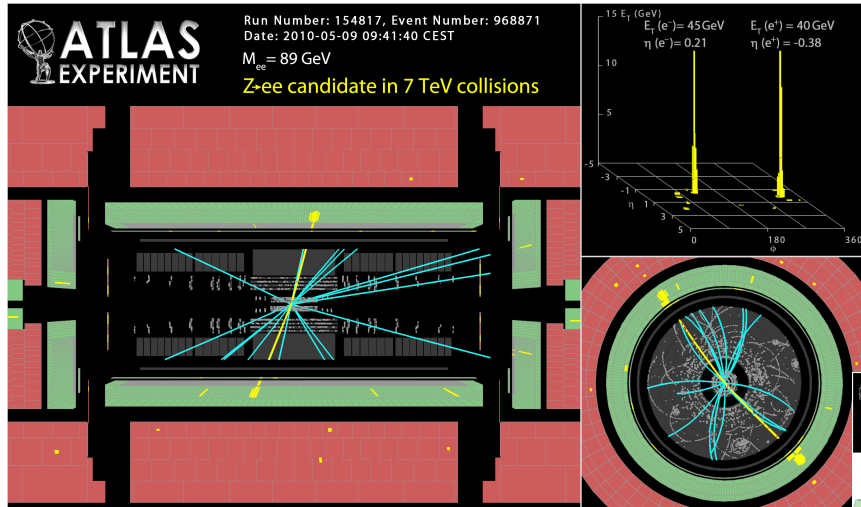 ATLAS
EXPERIMENT
Run Number: 154817, Event Number: 968871
Date: 2010-05-09 09:41:40 CEST
Mee= 89 GeV
Z→ee candidate in 7 TeV collisions
15 ET (GeV)
ET (e-)= 45GeV ET (e+)= 40 GeV
η (e-)= 0.21 η (e+)= -0.38
10
5
-5
-3
-1
η 1
3
5
0 180 360
φ